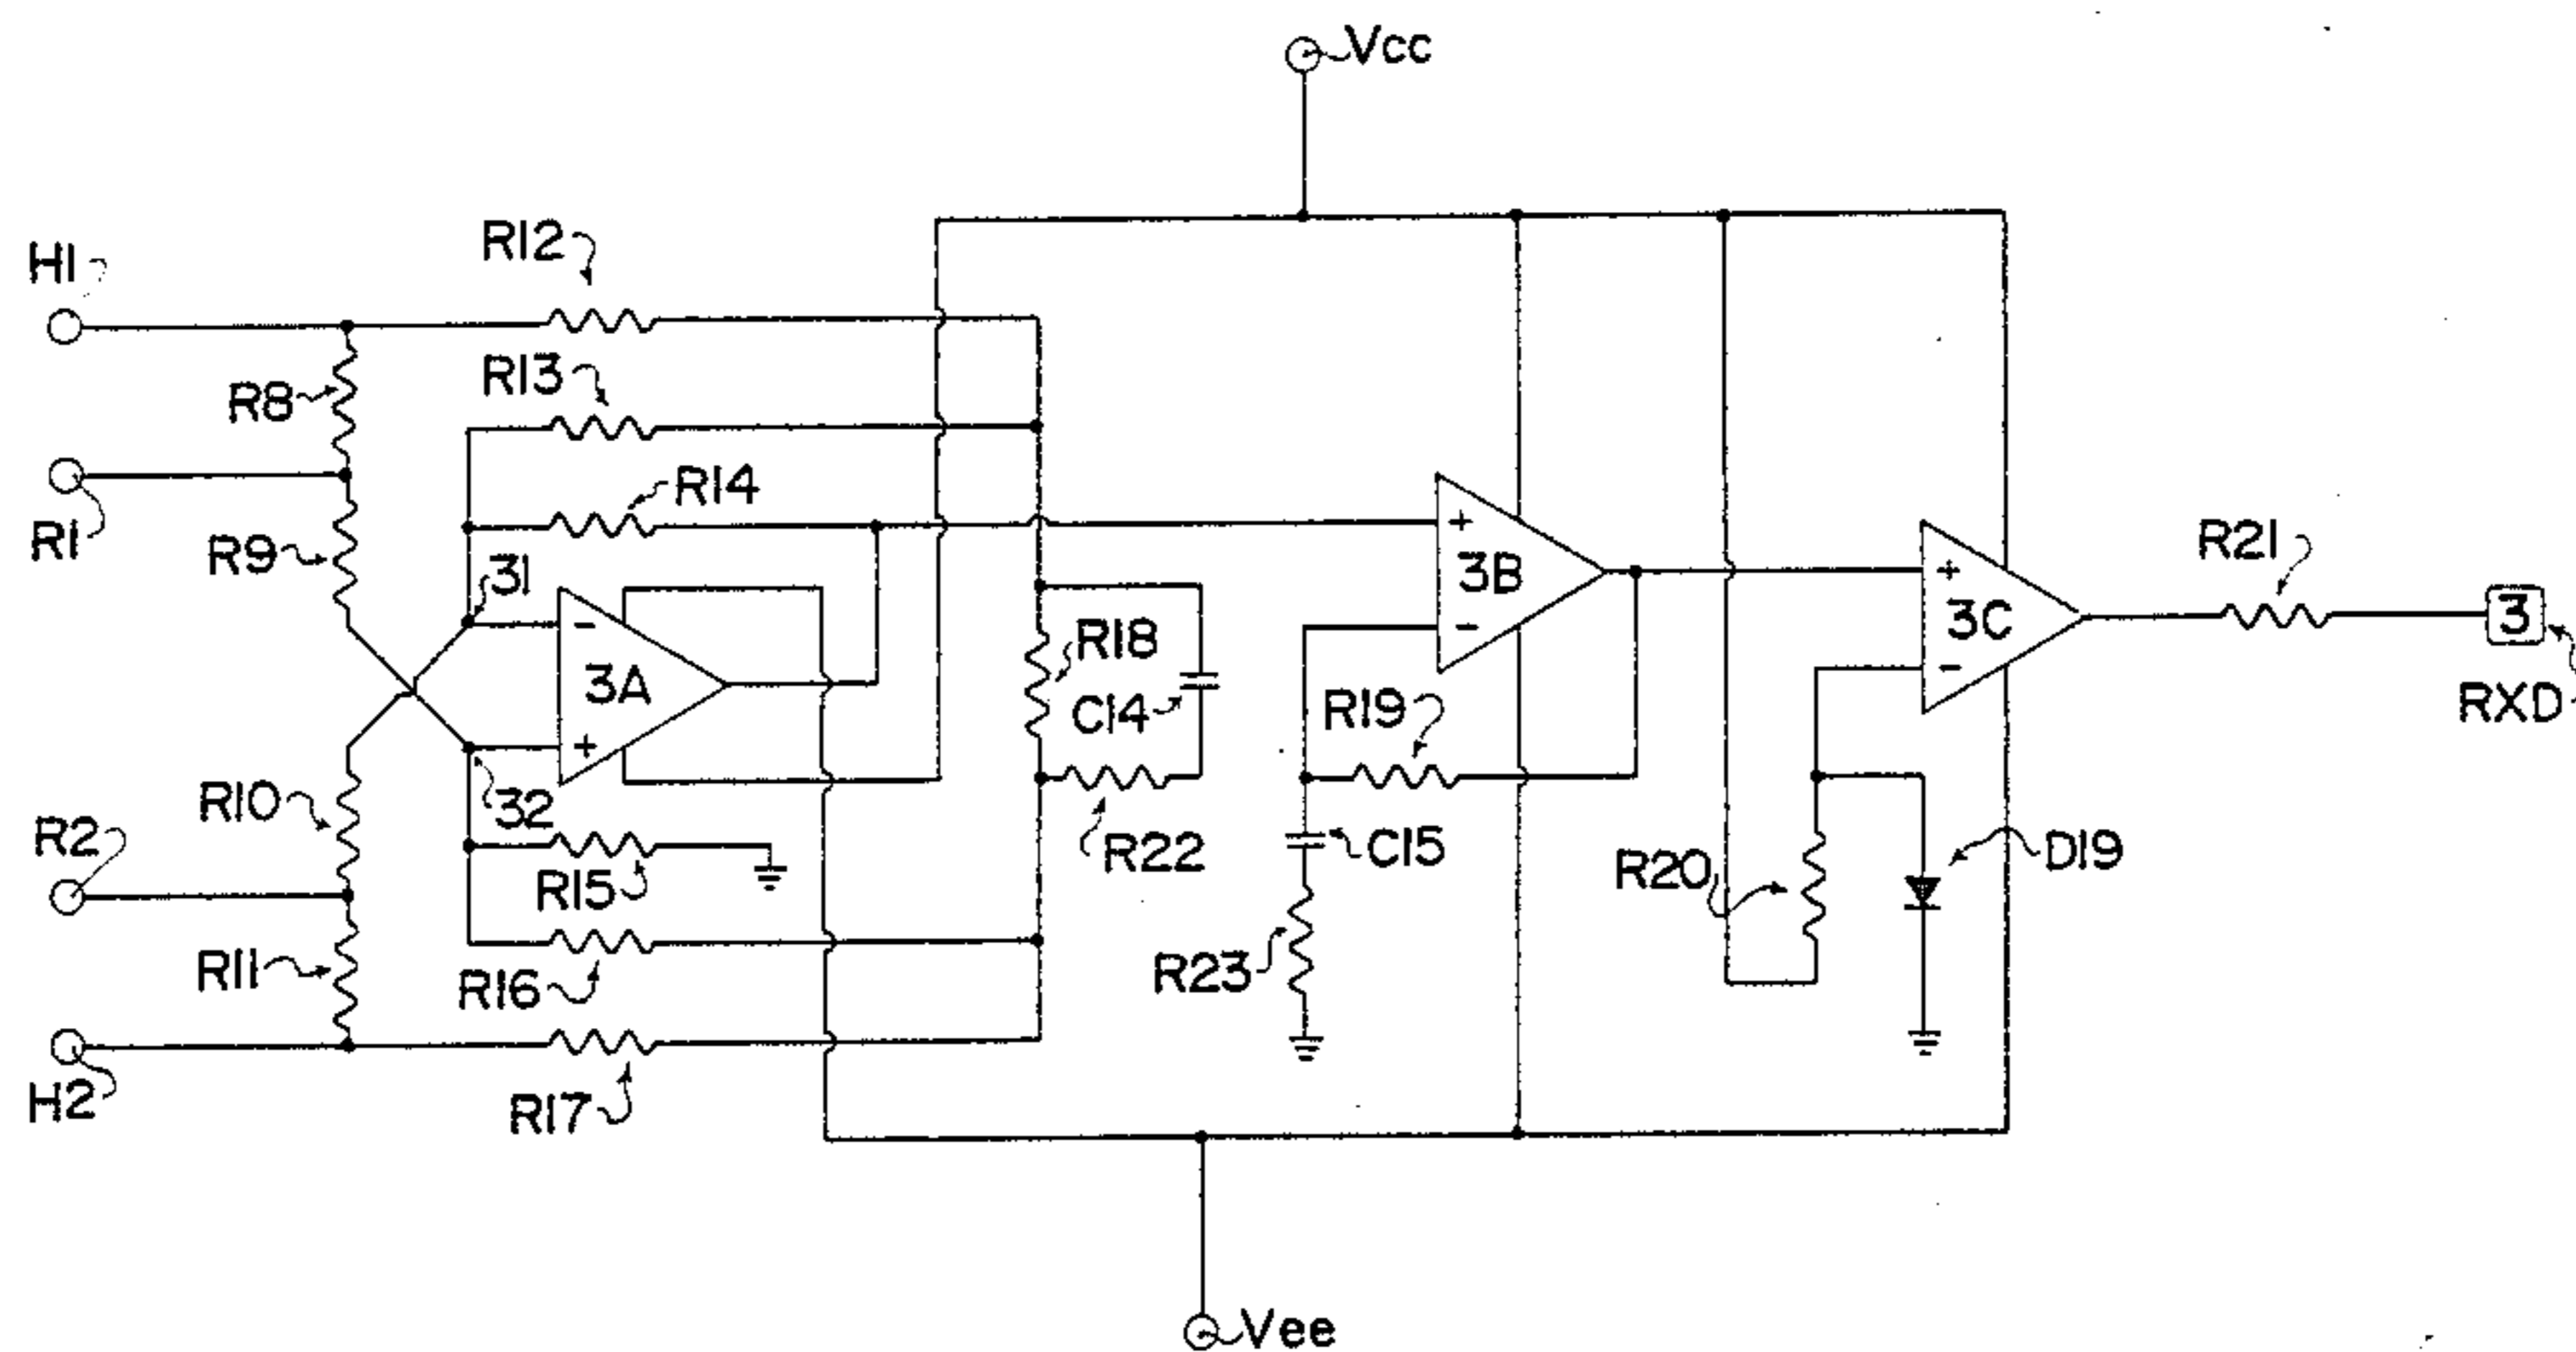 Vcc
H1
R12
R13
R8
R14
R1
R9
31
+
3B
-
R21
+
3C
-
3
RXD
-
3A
+
R18
C14
R19
R10
32
R2
R15
R22
C15
R20
D19
R11
R16
R23
H2
R17
Vee